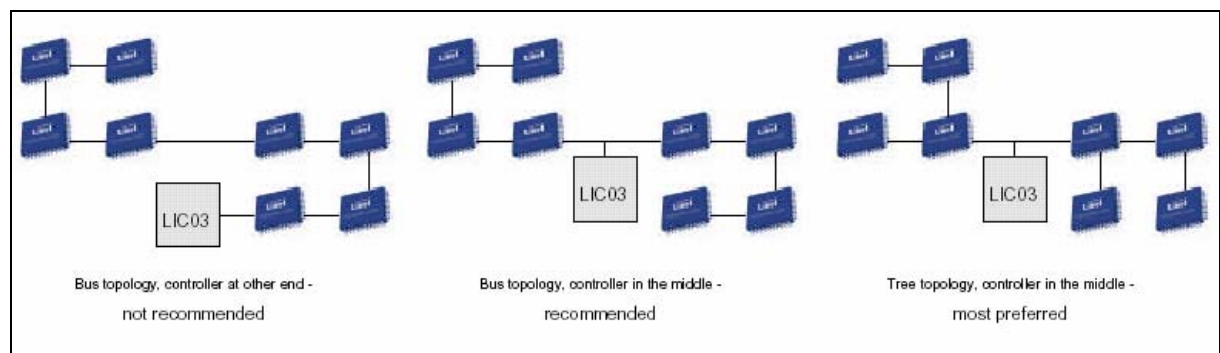 LIC03
Bus topology, controller at other end -
not recommended
LIC03
Bus topology, controller in the middle -
recommended
LIC03
Tree topology, controller in the middle -
most preferred